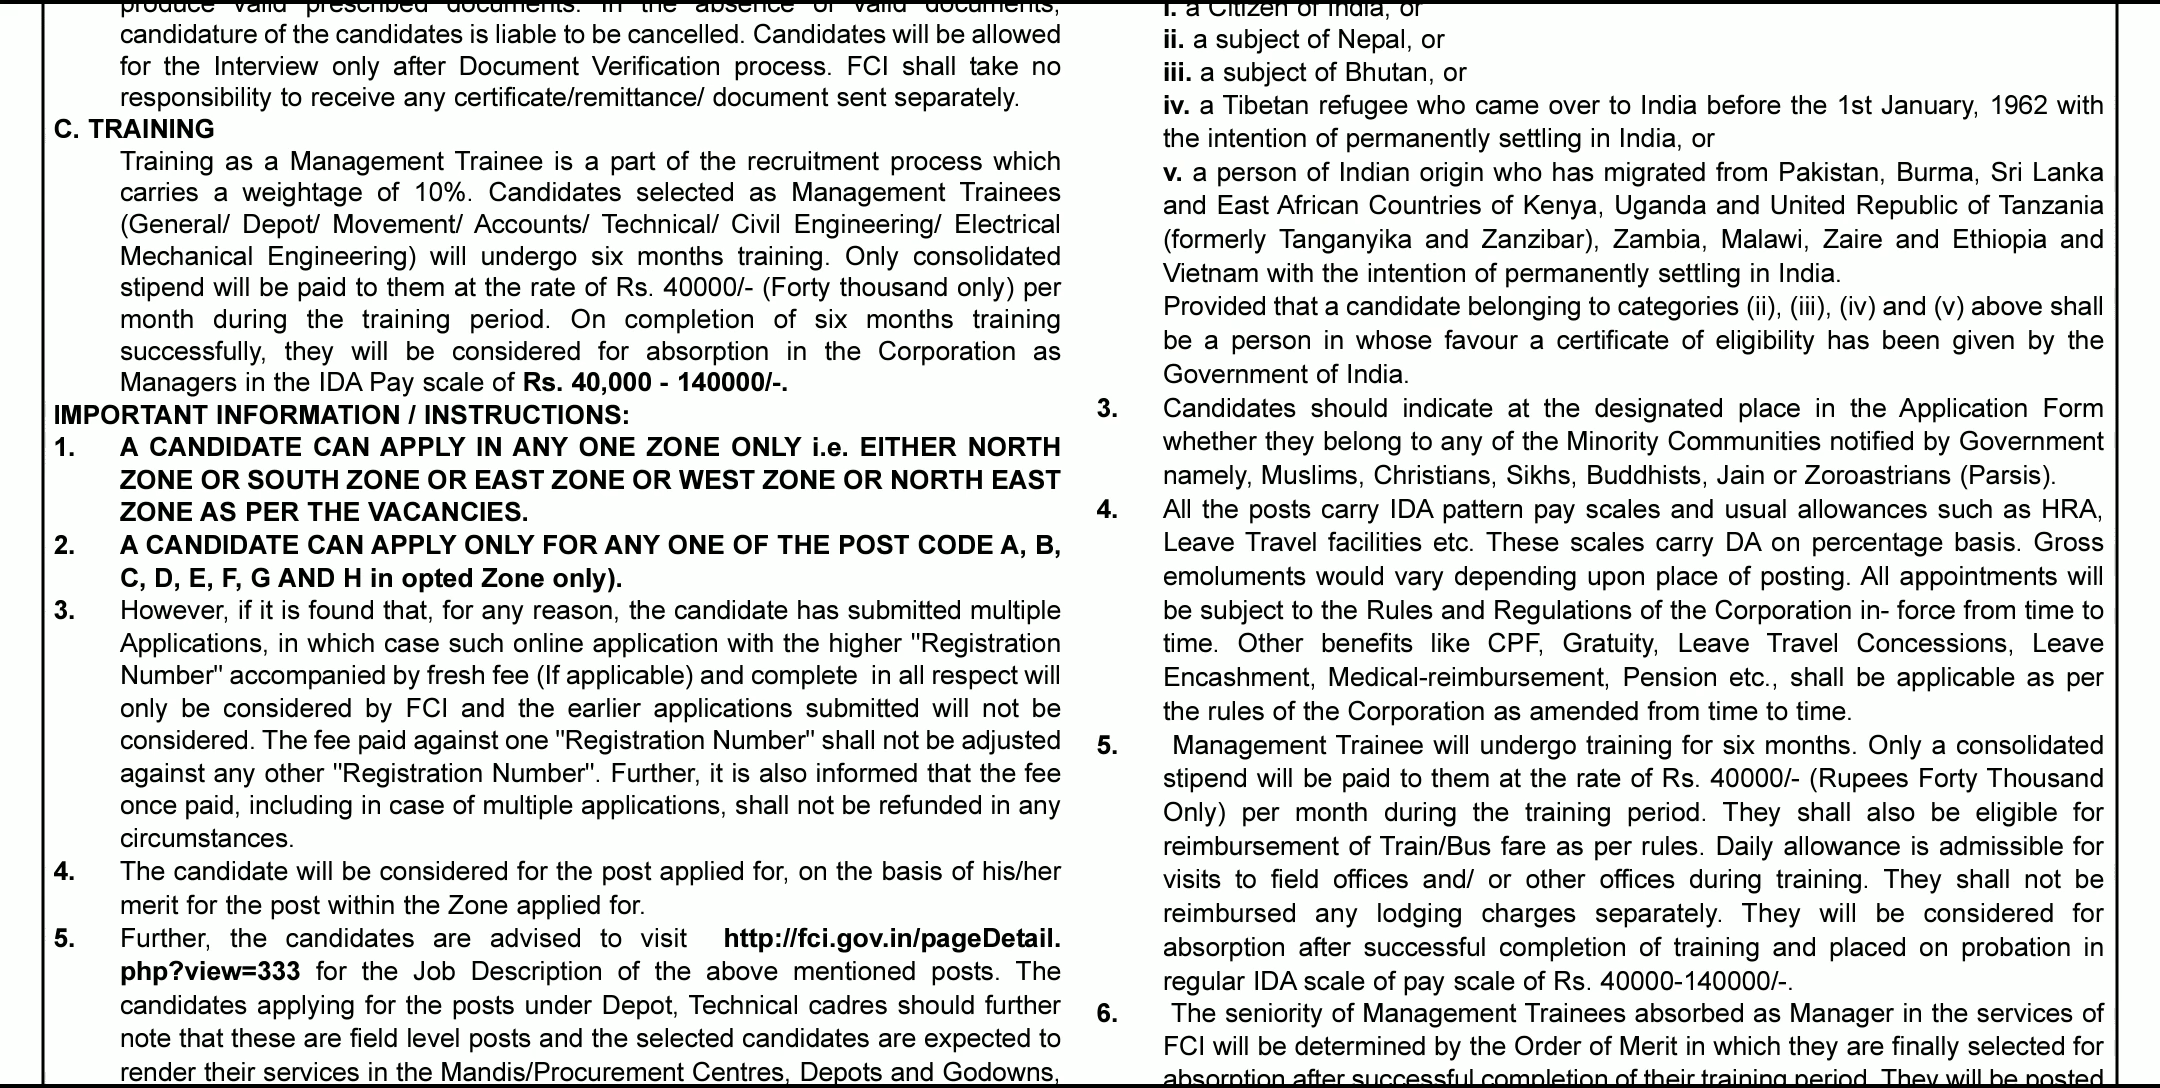 produce valid prescribed documents. In the absence of valid documents,
candidature of the candidates is liable to be cancelled. Candidates will be allowed
for the Interview only after Document Verification process. FCI shall take no
responsibility to receive any certificate/remittance/ document sent separately.
C. TRAINING
Training as a Management Trainee is a part of the recruitment process which
carries a weightage of 10%. Candidates selected as Management Trainees
(General/ Depot/ Movement/ Accounts/ Technical/ Civil Engineering/ Electrical
Mechanical Engineering) will undergo six months training. Only consolidated
stipend will be paid to them at the rate of Rs. 40000/- (Forty thousand only) per
month during the training period. On completion of six months training
successfully, they will be considered for absorption in the Corporation as
Managers in the IDA Pay scale of Rs. 40,000 - 140000/-.
IMPORTANT INFORMATION / INSTRUCTIONS:
1. A CANDIDATE CAN APPLY IN ANY ONE ZONE ONLY i.e. EITHER NORTH
ZONE OR SOUTH ZONE OR EAST ZONE OR WEST ZONE OR NORTH EAST
ZONE AS PER THE VACANCIES.
2. A CANDIDATE CAN APPLY ONLY FOR ANY ONE OF THE POST CODE A, B,
C, D, E, F, G AND H in opted Zone only).
3. However, if it is found that, for any reason, the candidate has submitted multiple
Applications, in which case such online application with the higher "Registration
Number" accompanied by fresh fee (If applicable) and complete in all respect will
only be considered by FCI and the earlier applications submitted will not be
considered. The fee paid against one "Registration Number" shall not be adjusted
against any other "Registration Number". Further, it is also informed that the fee
once paid, including in case of multiple applications, shall not be refunded in any
circumstances.
4. The candidate will be considered for the post applied for, on the basis of his/her
merit for the post within the Zone applied for.
5. Further, the candidates are advised to visit http://fci.gov.in/pageDetail.
php?view=333 for the Job Description of the above mentioned posts. The
candidates applying for the posts under Depot, Technical cadres should further
note that these are field level posts and the selected candidates are expected to
render their services in the Mandis/Procurement Centres, Depots and Godowns,
i. a Citizen of India, or
ii. a subject of Nepal, or
iii. a subject of Bhutan, or
iv. a Tibetan refugee who came over to India before the 1st January, 1962 with
the intention of permanently settling in India, or
v. a person of Indian origin who has migrated from Pakistan, Burma, Sri Lanka
and East African Countries of Kenya, Uganda and United Republic of Tanzania
(formerly Tanganyika and Zanzibar), Zambia, Malawi, Zaire and Ethiopia and
Vietnam with the intention of permanently settling in India.
Provided that a candidate belonging to categories (ii), (iii), (iv) and (v) above shall
be a person in whose favour a certificate of eligibility has been given by the
Government of India.
3. Candidates should indicate at the designated place in the Application Form
whether they belong to any of the Minority Communities notified by Government
namely, Muslims, Christians, Sikhs, Buddhists, Jain or Zoroastrians (Parsis).
4. All the posts carry IDA pattern pay scales and usual allowances such as HRA,
Leave Travel facilities etc. These scales carry DA on percentage basis. Gross
emoluments would vary depending upon place of posting. All appointments will
be subject to the Rules and Regulations of the Corporation in- force from time to
time. Other benefits like CPF, Gratuity, Leave Travel Concessions, Leave
Encashment, Medical-reimbursement, Pension etc., shall be applicable as per
the rules of the Corporation as amended from time to time.
5. Management Trainee will undergo training for six months. Only a consolidated
stipend will be paid to them at the rate of Rs. 40000/- (Rupees Forty Thousand
Only) per month during the training period. They shall also be eligible for
reimbursement of Train/Bus fare as per rules. Daily allowance is admissible for
visits to field offices and/ or other offices during training. They shall not be
reimbursed any lodging charges separately. They will be considered for
absorption after successful completion of training and placed on probation in
regular IDA scale of pay scale of Rs. 40000-140000/-.
6. The seniority of Management Trainees absorbed as Manager in the services of
FCI will be determined by the Order of Merit in which they are finally selected for
absorption after successful completion of their training period. They will be posted